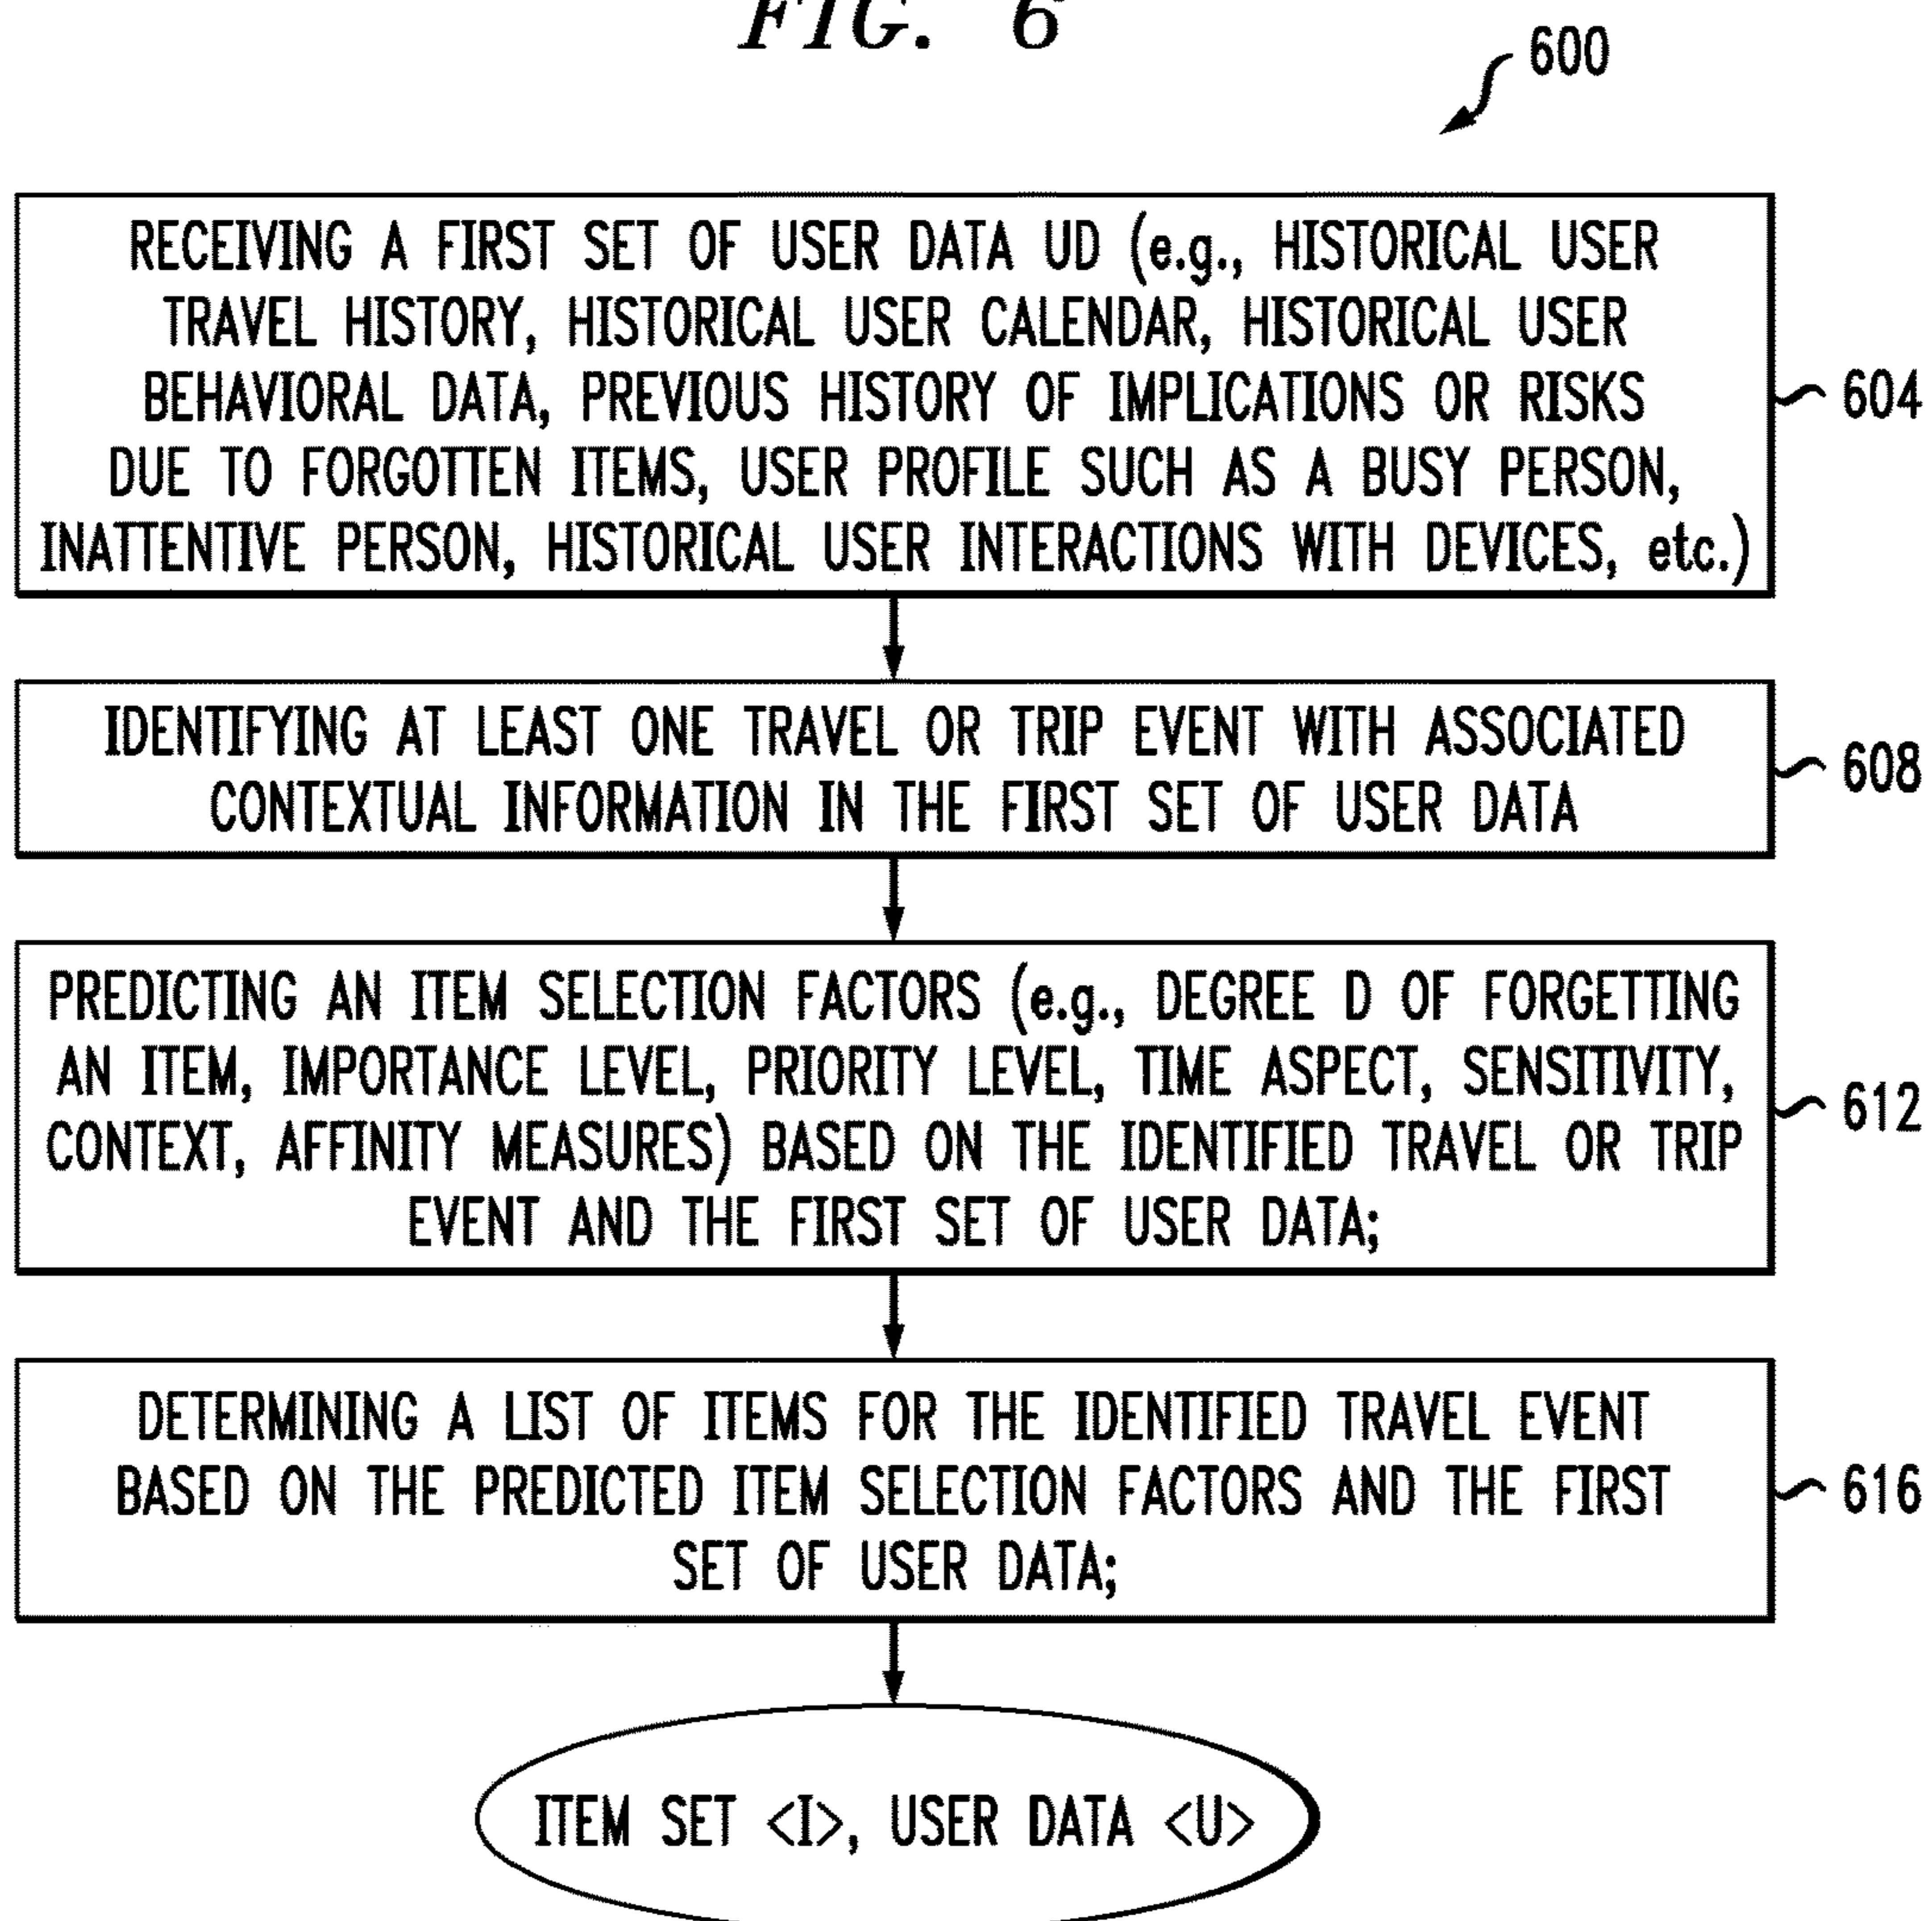 FIG. 6
600
RECEIVING A FIRST SET OF USER DATA UD (e.g., HISTORICAL USER
TRAVEL HISTORY, HISTORICAL USER CALENDAR, HISTORICAL USER
BEHAVIORAL DATA, PREVIOUS HISTORY OF IMPLICATIONS OR RISKS
DUE TO FORGOTTEN ITEMS, USER PROFILE SUCH AS A BUSY PERSON,
INATTENTIVE PERSON, HISTORICAL USER INTERACTIONS WITH DEVICES, etc.)
604
IDENTIFYING AT LEAST ONE TRAVEL OR TRIP EVENT WITH ASSOCIATED
CONTEXTUAL INFORMATION IN THE FIRST SET OF USER DATA
608
PREDICTING AN ITEM SELECTION FACTORS (e.g., DEGREE D OF FORGETTING
AN ITEM, IMPORTANCE LEVEL, PRIORITY LEVEL, TIME ASPECT, SENSITIVITY,
CONTEXT, AFFINITY MEASURES) BASED ON THE IDENTIFIED TRAVEL OR TRIP
EVENT AND THE FIRST SET OF USER DATA;
612
DETERMINING A LIST OF ITEMS FOR THE IDENTIFIED TRAVEL EVENT
BASED ON THE PREDICTED ITEM SELECTION FACTORS AND THE FIRST
SET OF USER DATA;
616
ITEM SET <I>, USER DATA <U>